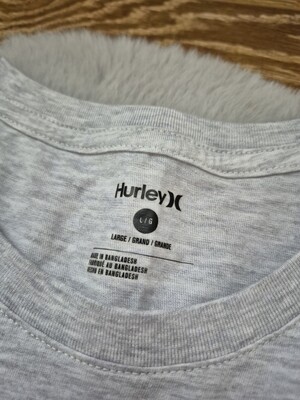 Hurley
L/G
LARGE / GRAND / GRANDE
MADE IN BANGLADESH
FABRIQUÉ AU BANGLADESH
HECHO EN BANGLADESH